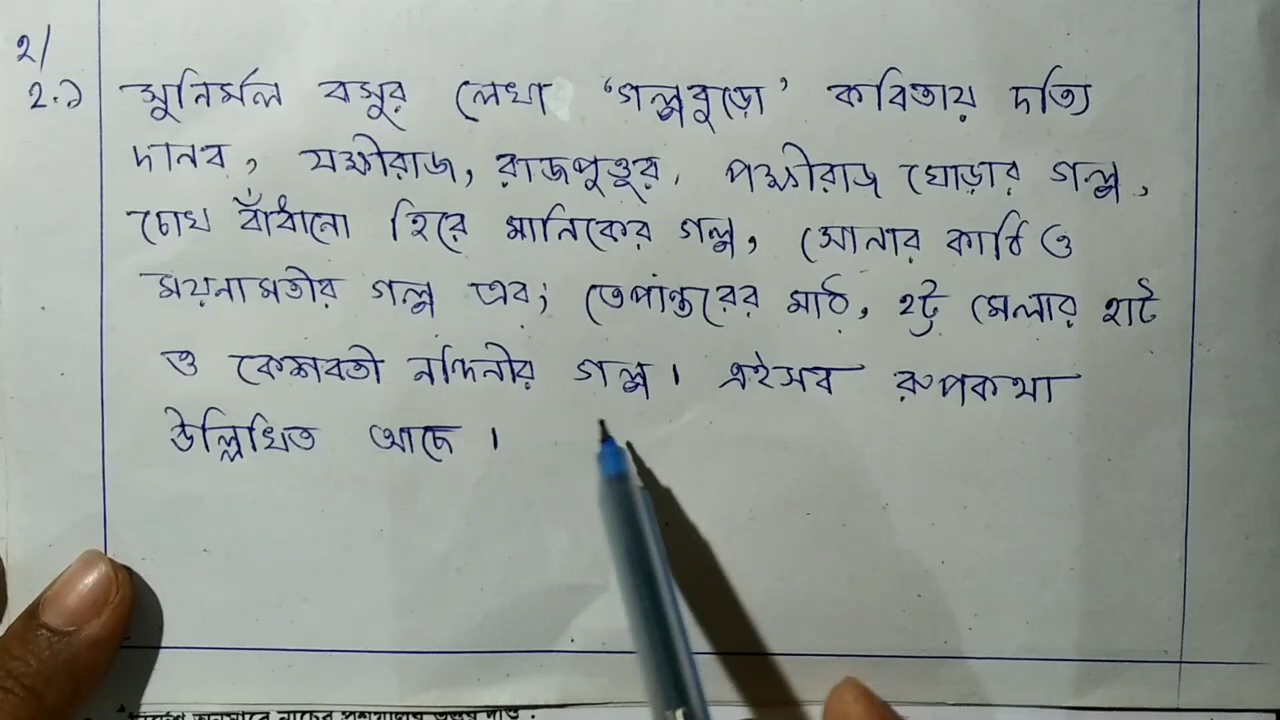 ২/
২.১ সুনির্মল বসুর লেখা ‘গল্পবুড়ো’ কবিতায় দত্যি
দানব, যক্ষীরাজ, রাজপুত্তুর, পক্ষীরাজ ঘোড়ার গল্প,
চোখ ধাঁধানো হিরে মানিকের গল্প, সোনার কাঠি ও
ময়নামতীর গল্প এবং তেপান্তরের মাঠ, হট্ট মেলার হাট
ও কেশবতী নন্দিনীর গল্প। এইসব রূপকথা
উল্লিখিত আছে।